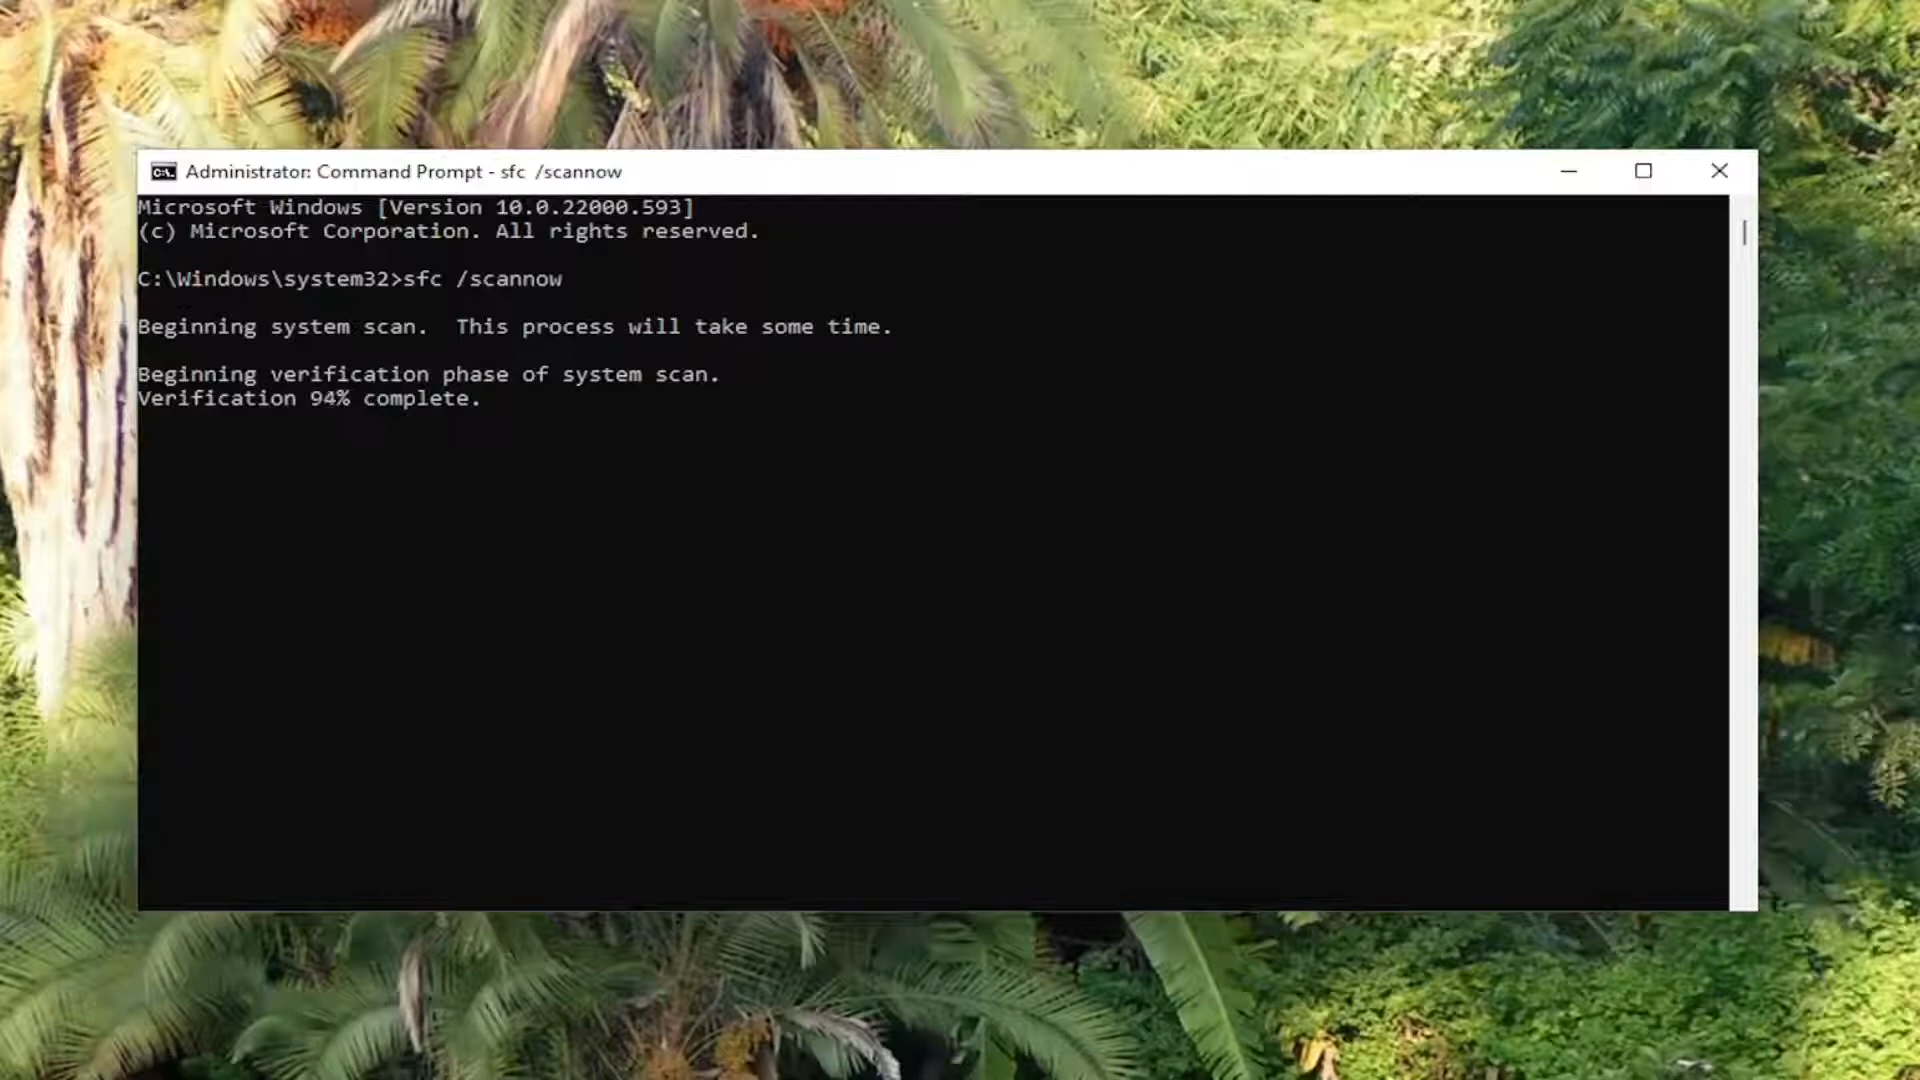 Administrator: Command Prompt - sfc  /scannow
Microsoft Windows [Version 10.0.22000.593]
(c) Microsoft Corporation. All rights reserved.
C:\Windows\system32>sfc /scannow
Beginning system scan.  This process will take some time.
Beginning verification phase of system scan.
Verification 94% complete.